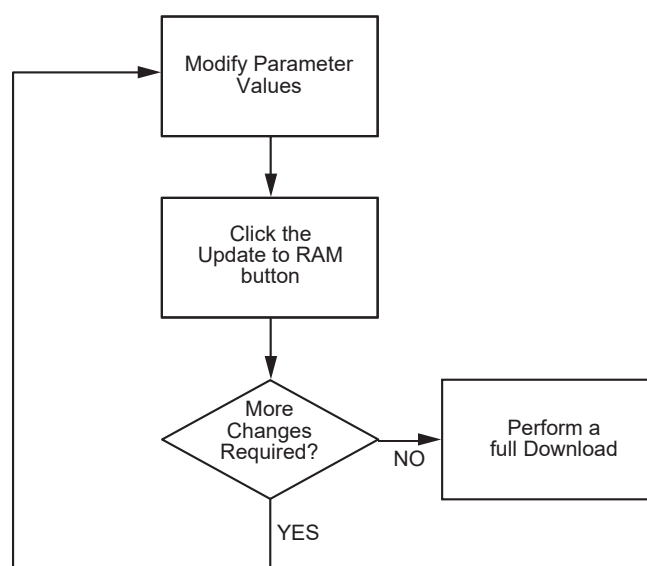 Modify Parameter
Values
Click the
Update to RAM
button
More
Changes
Required?
NO
Perform a
full Download
YES